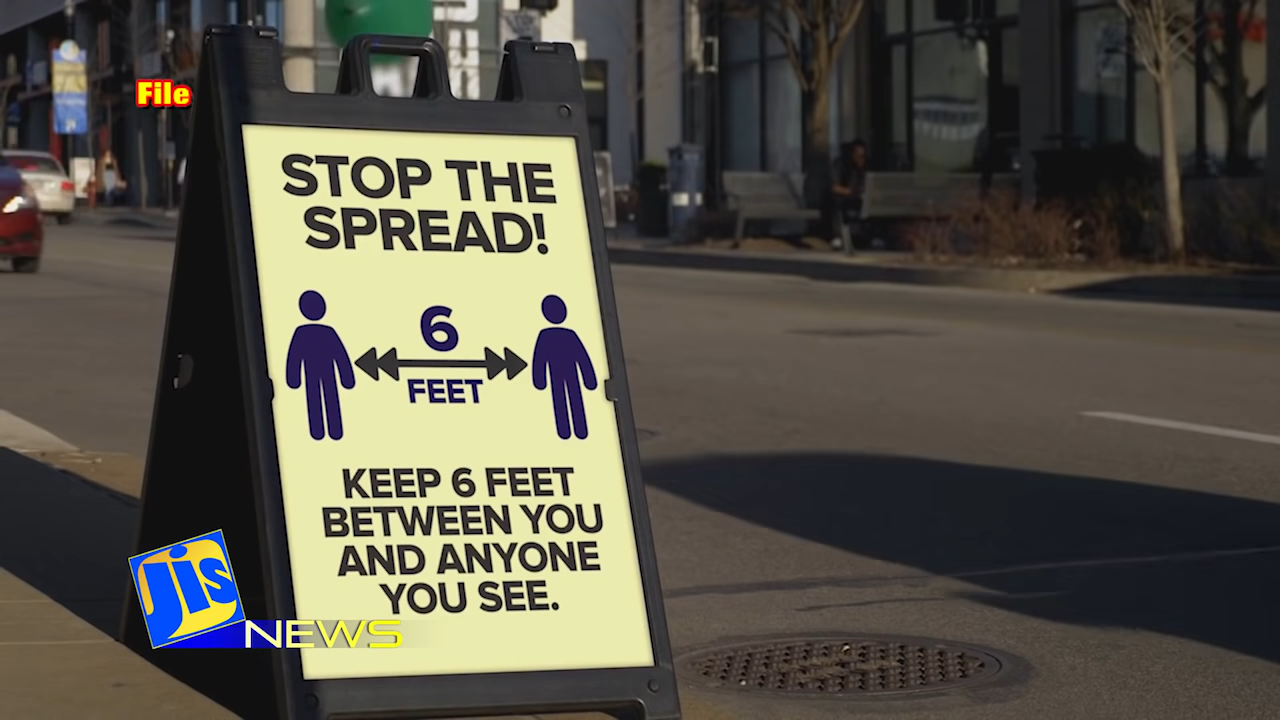 File
STOP THE
SPREAD!
6
FEET
KEEP 6 FEET
BETWEEN YOU
AND ANYONE
YOU SEE.
jis
NEWS